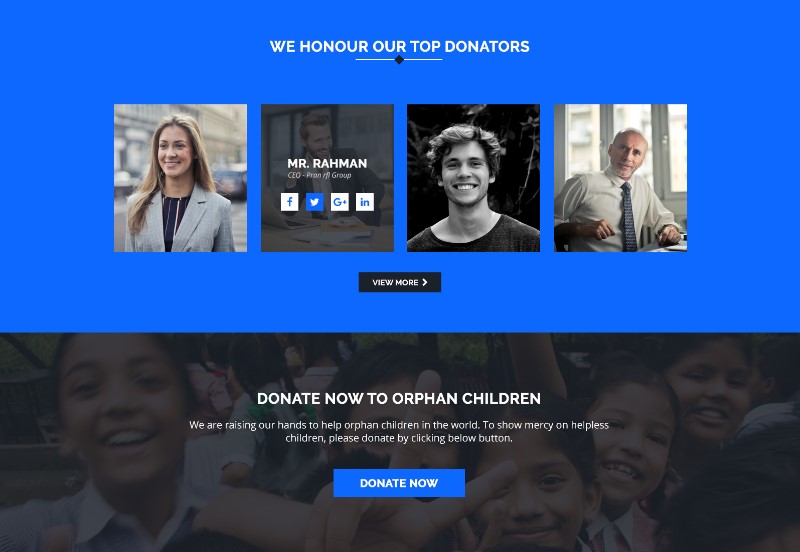 WE HONOUR OUR TOP DONATORS
MR. RAHMAN
CEO - Pran rfl Group
VIEW MORE
DONATE NOW TO ORPHAN CHILDREN
We are raising our hands to help orphan children in the world. To show mercy on helpless
children, please donate by clicking below button.
DONATE NOW